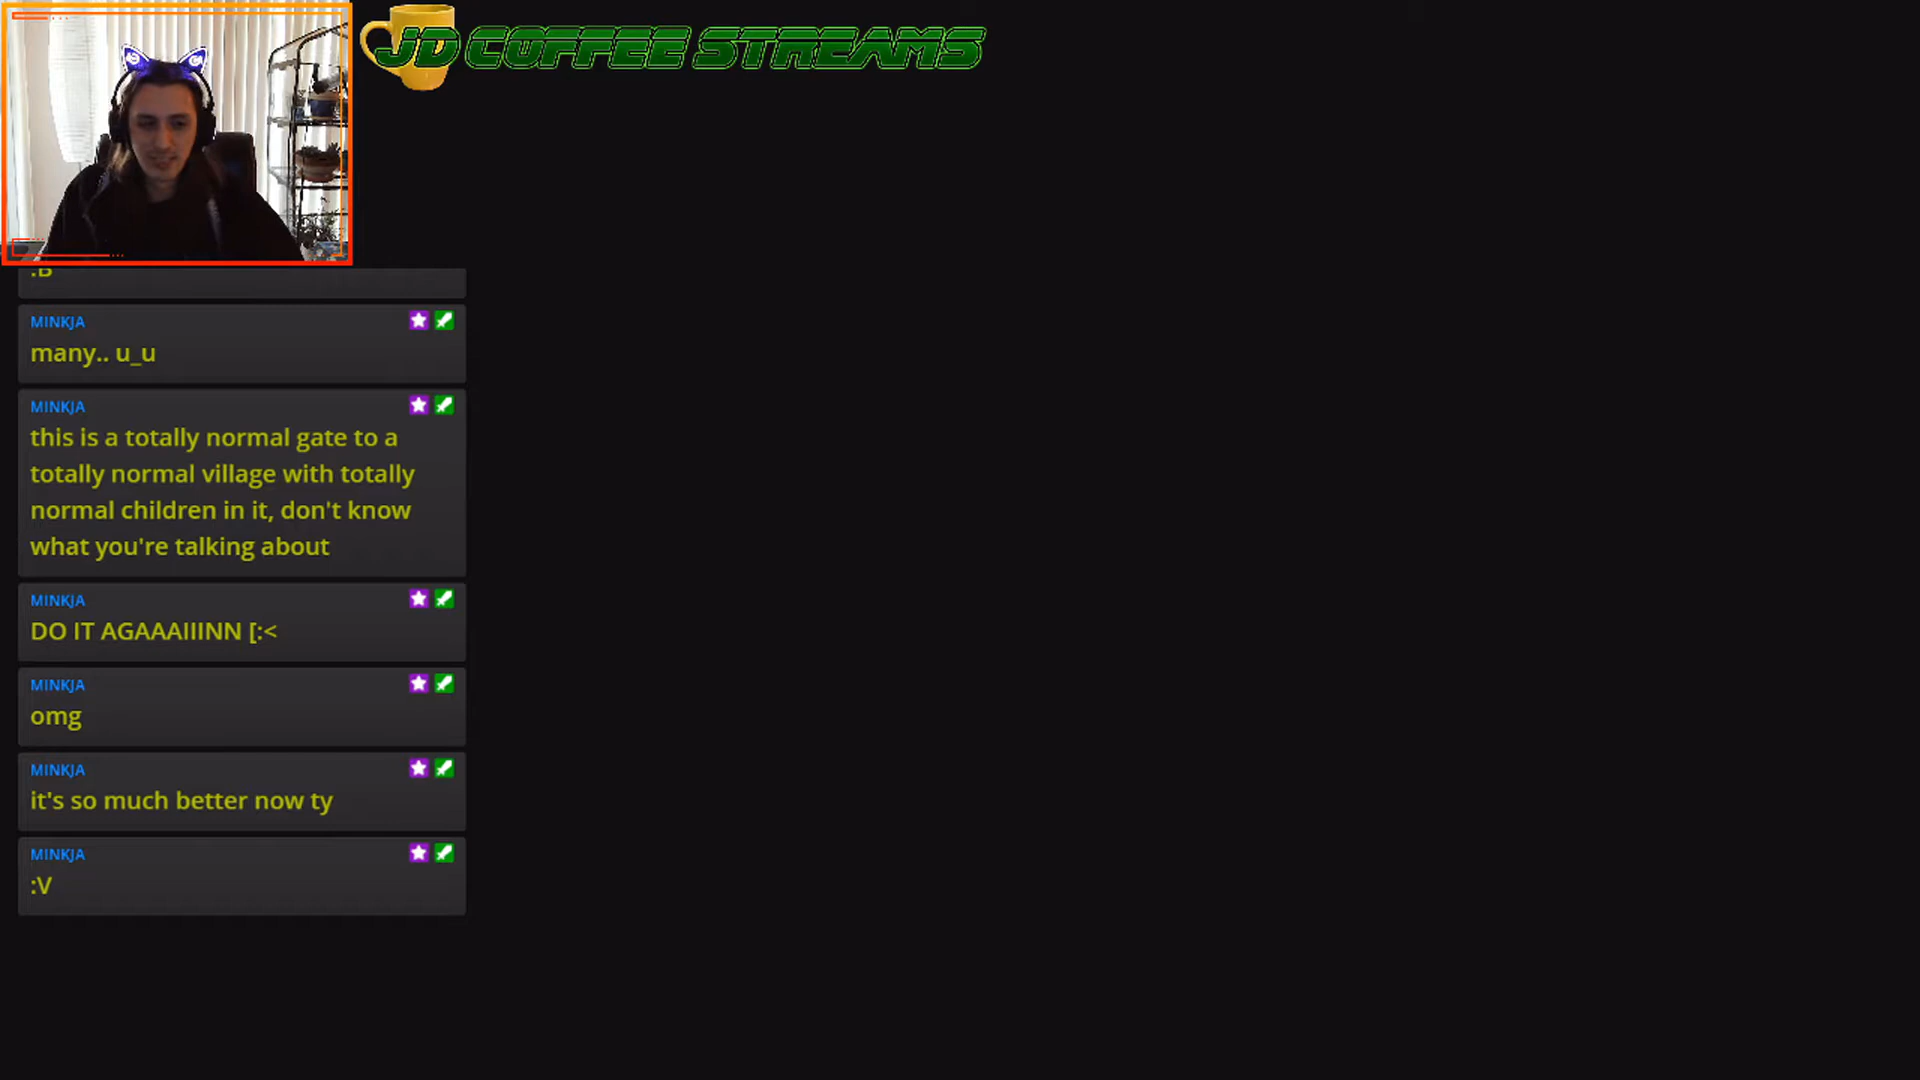 JD COFFEE STREAMS
:B
MINKJA
many.. u_u
MINKJA
this is a totally normal gate to a
totally normal village with totally
normal children in it, don't know
what you're talking about
MINKJA
DO IT AGAAAIIINN [:<
MINKJA
omg
MINKJA
it's so much better now ty
MINKJA
:V